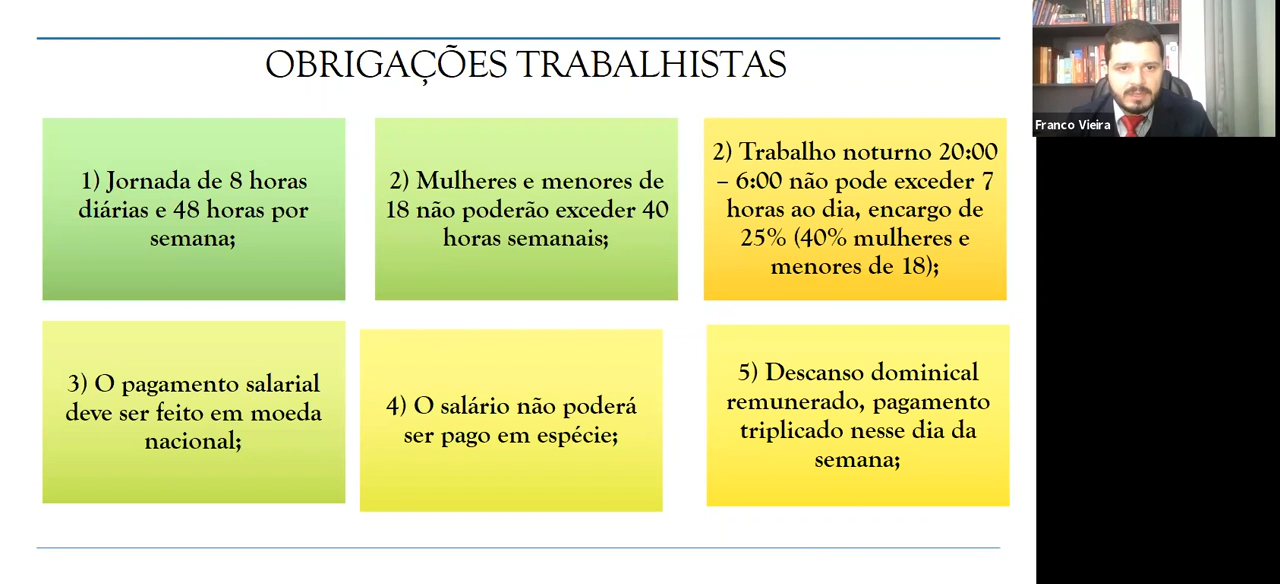 OBRIGAÇÕES TRABALHISTAS
1) Jornada de 8 horas
diárias e 48 horas por
semana;
2) Mulheres e menores de
18 não poderão exceder 40
horas semanais;
2) Trabalho noturno 20:00
– 6:00 não pode exceder 7
horas ao dia, encargo de
25% (40% mulheres e
menores de 18);
3) O pagamento salarial
deve ser feito em moeda
nacional;
4) O salário não poderá
ser pago em espécie;
5) Descanso dominical
remunerado, pagamento
triplicado nesse dia da
semana;
Franco Vieira